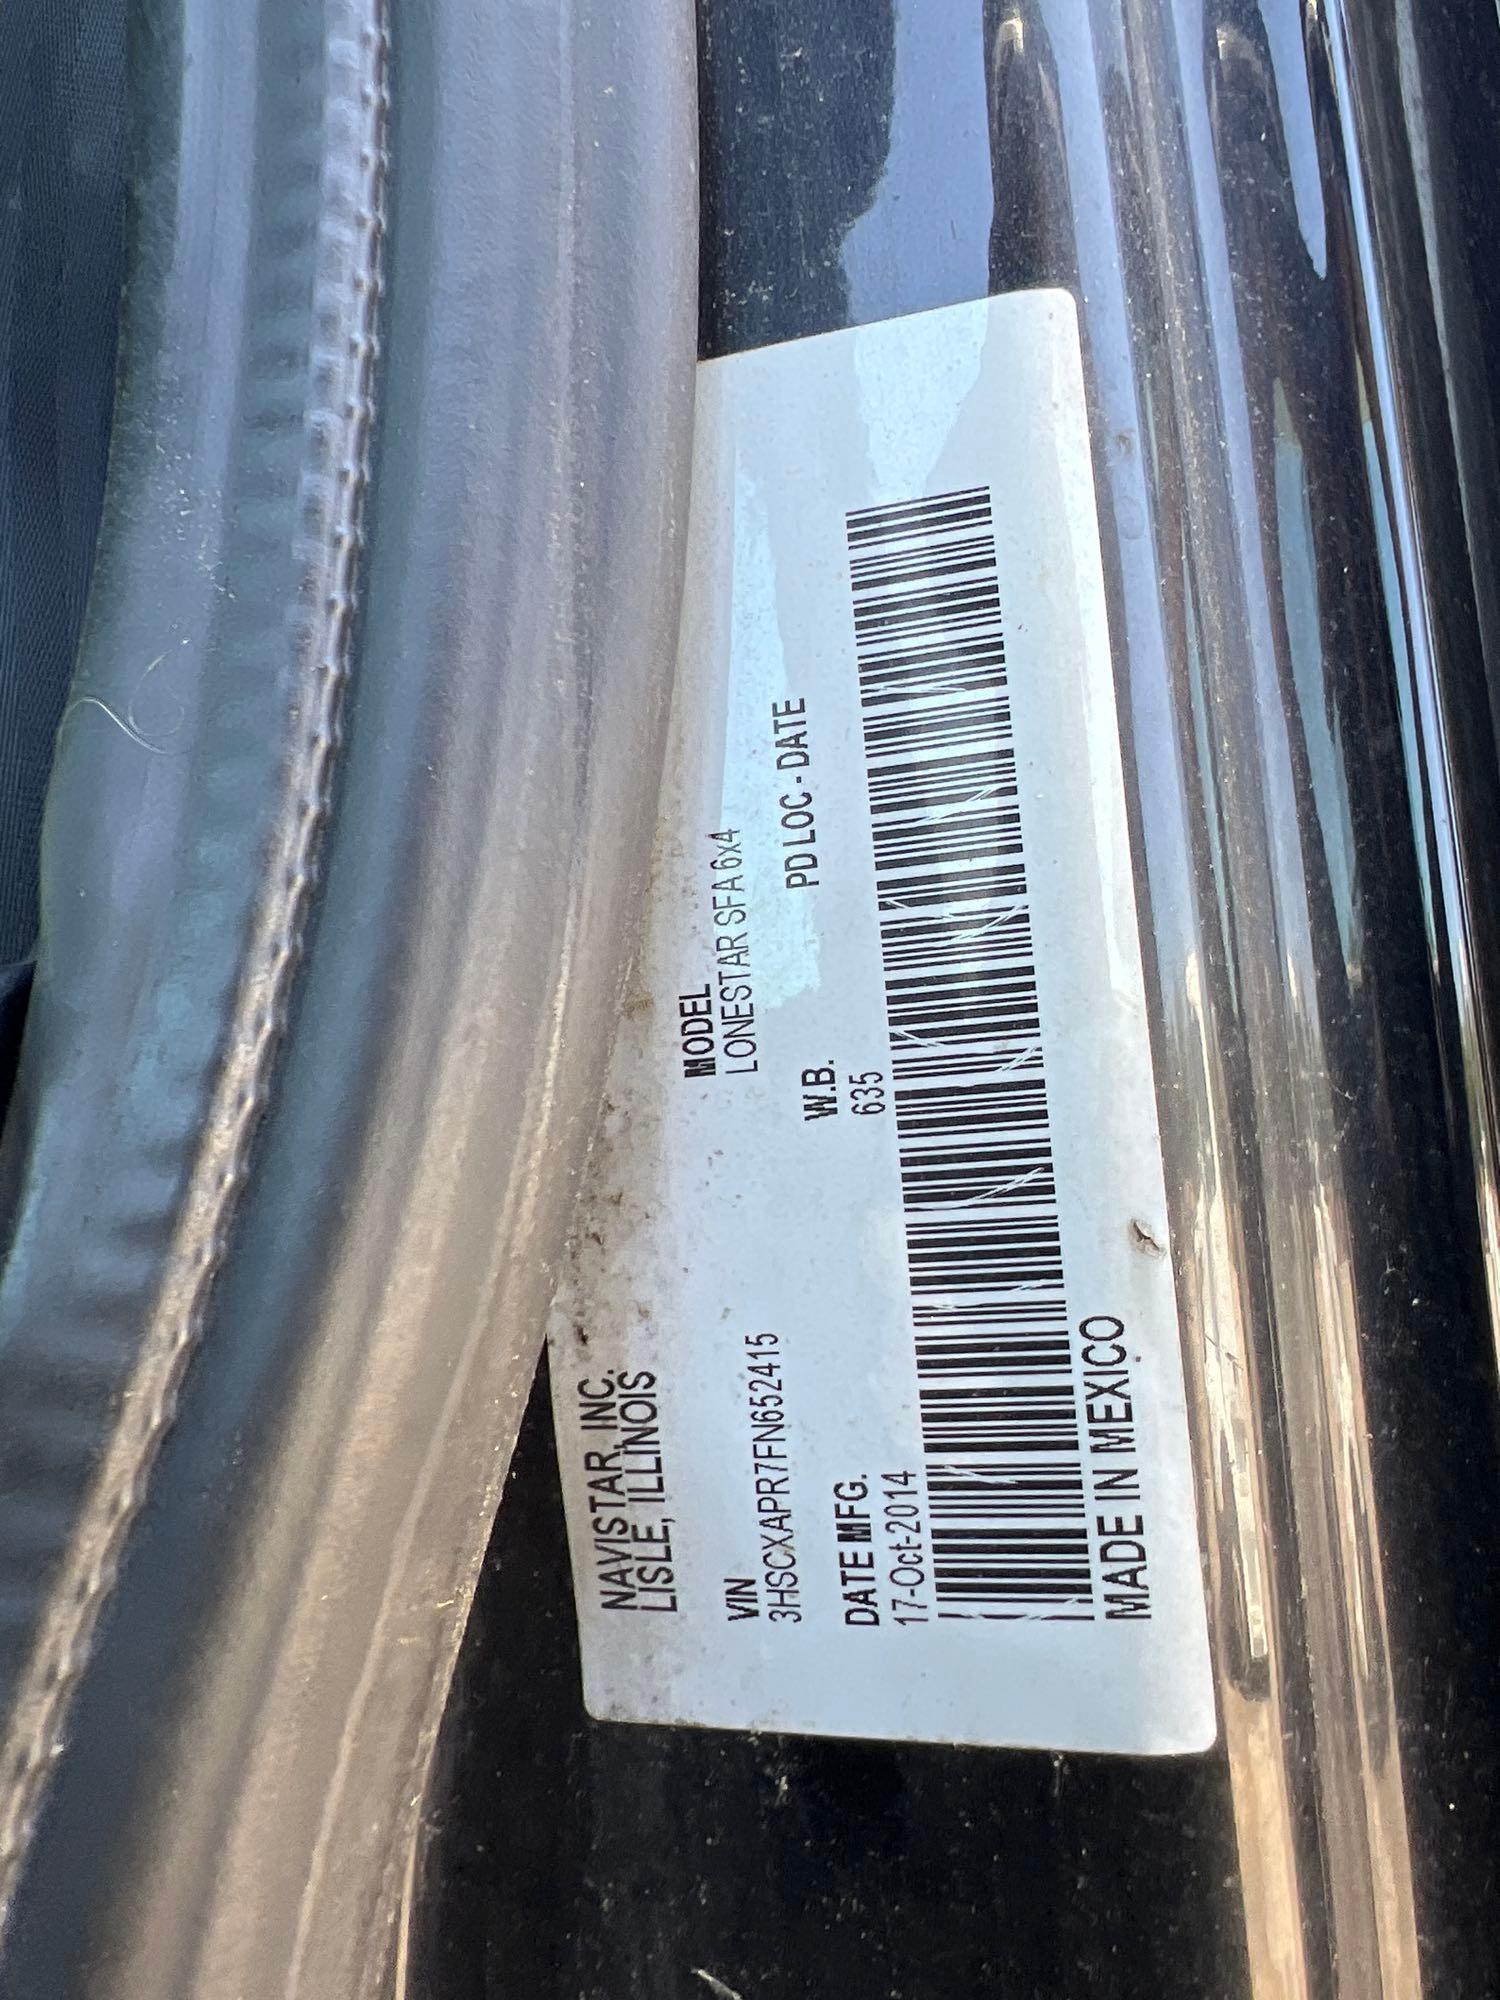 NAVISTAR, INC.
LISLE, ILLINOIS
VIN
3HSCXAPR7FN652415
MODEL
LONESTAR SFA 6x4
DATE MFG.
17-Oct-2014
W.B.
635
PD LOC - DATE
MADE IN MEXICO